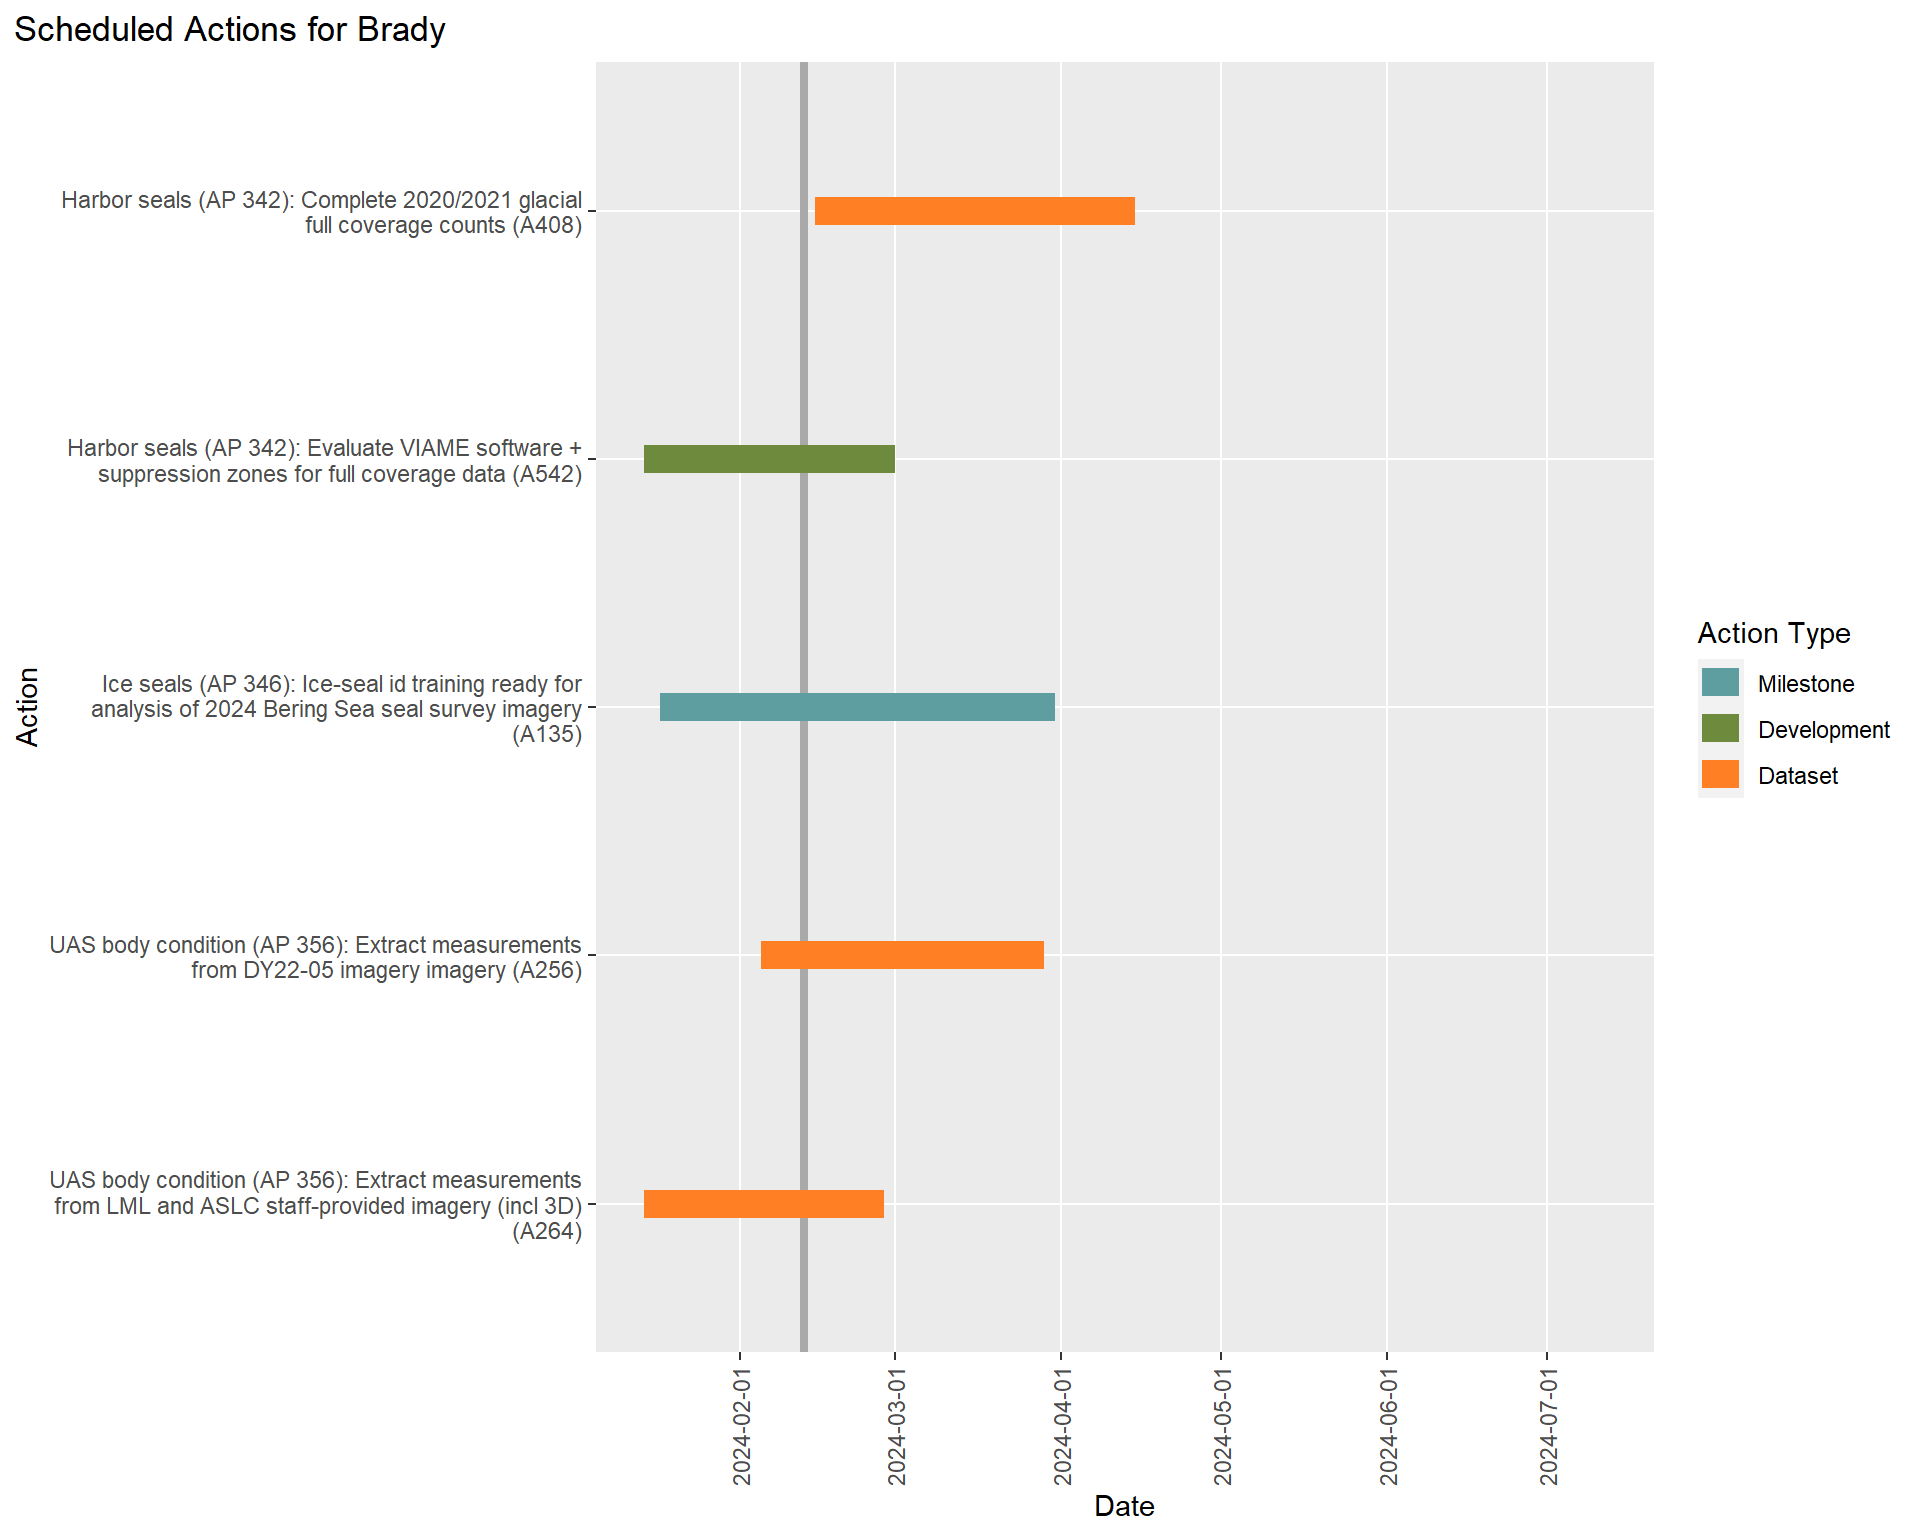 Scheduled Actions for Brady
Harbor seals (AP 342): Complete 2020/2021 glacial
full coverage counts (A408)
Harbor seals (AP 342): Evaluate VIAME software +
suppression zones for full coverage data (A542)
Ice seals (AP 346): Ice-seal id training ready for
analysis of 2024 Bering Sea seal survey imagery
(A135)
UAS body condition (AP 356): Extract measurements
from DY22-05 imagery imagery (A256)
UAS body condition (AP 356): Extract measurements
from LML and ASLC staff-provided imagery (incl 3D)
(A264)
Action
2024-02-01
2024-03-01
2024-04-01
2024-05-01
2024-06-01
2024-07-01
Date
Action Type
Milestone
Development
Dataset